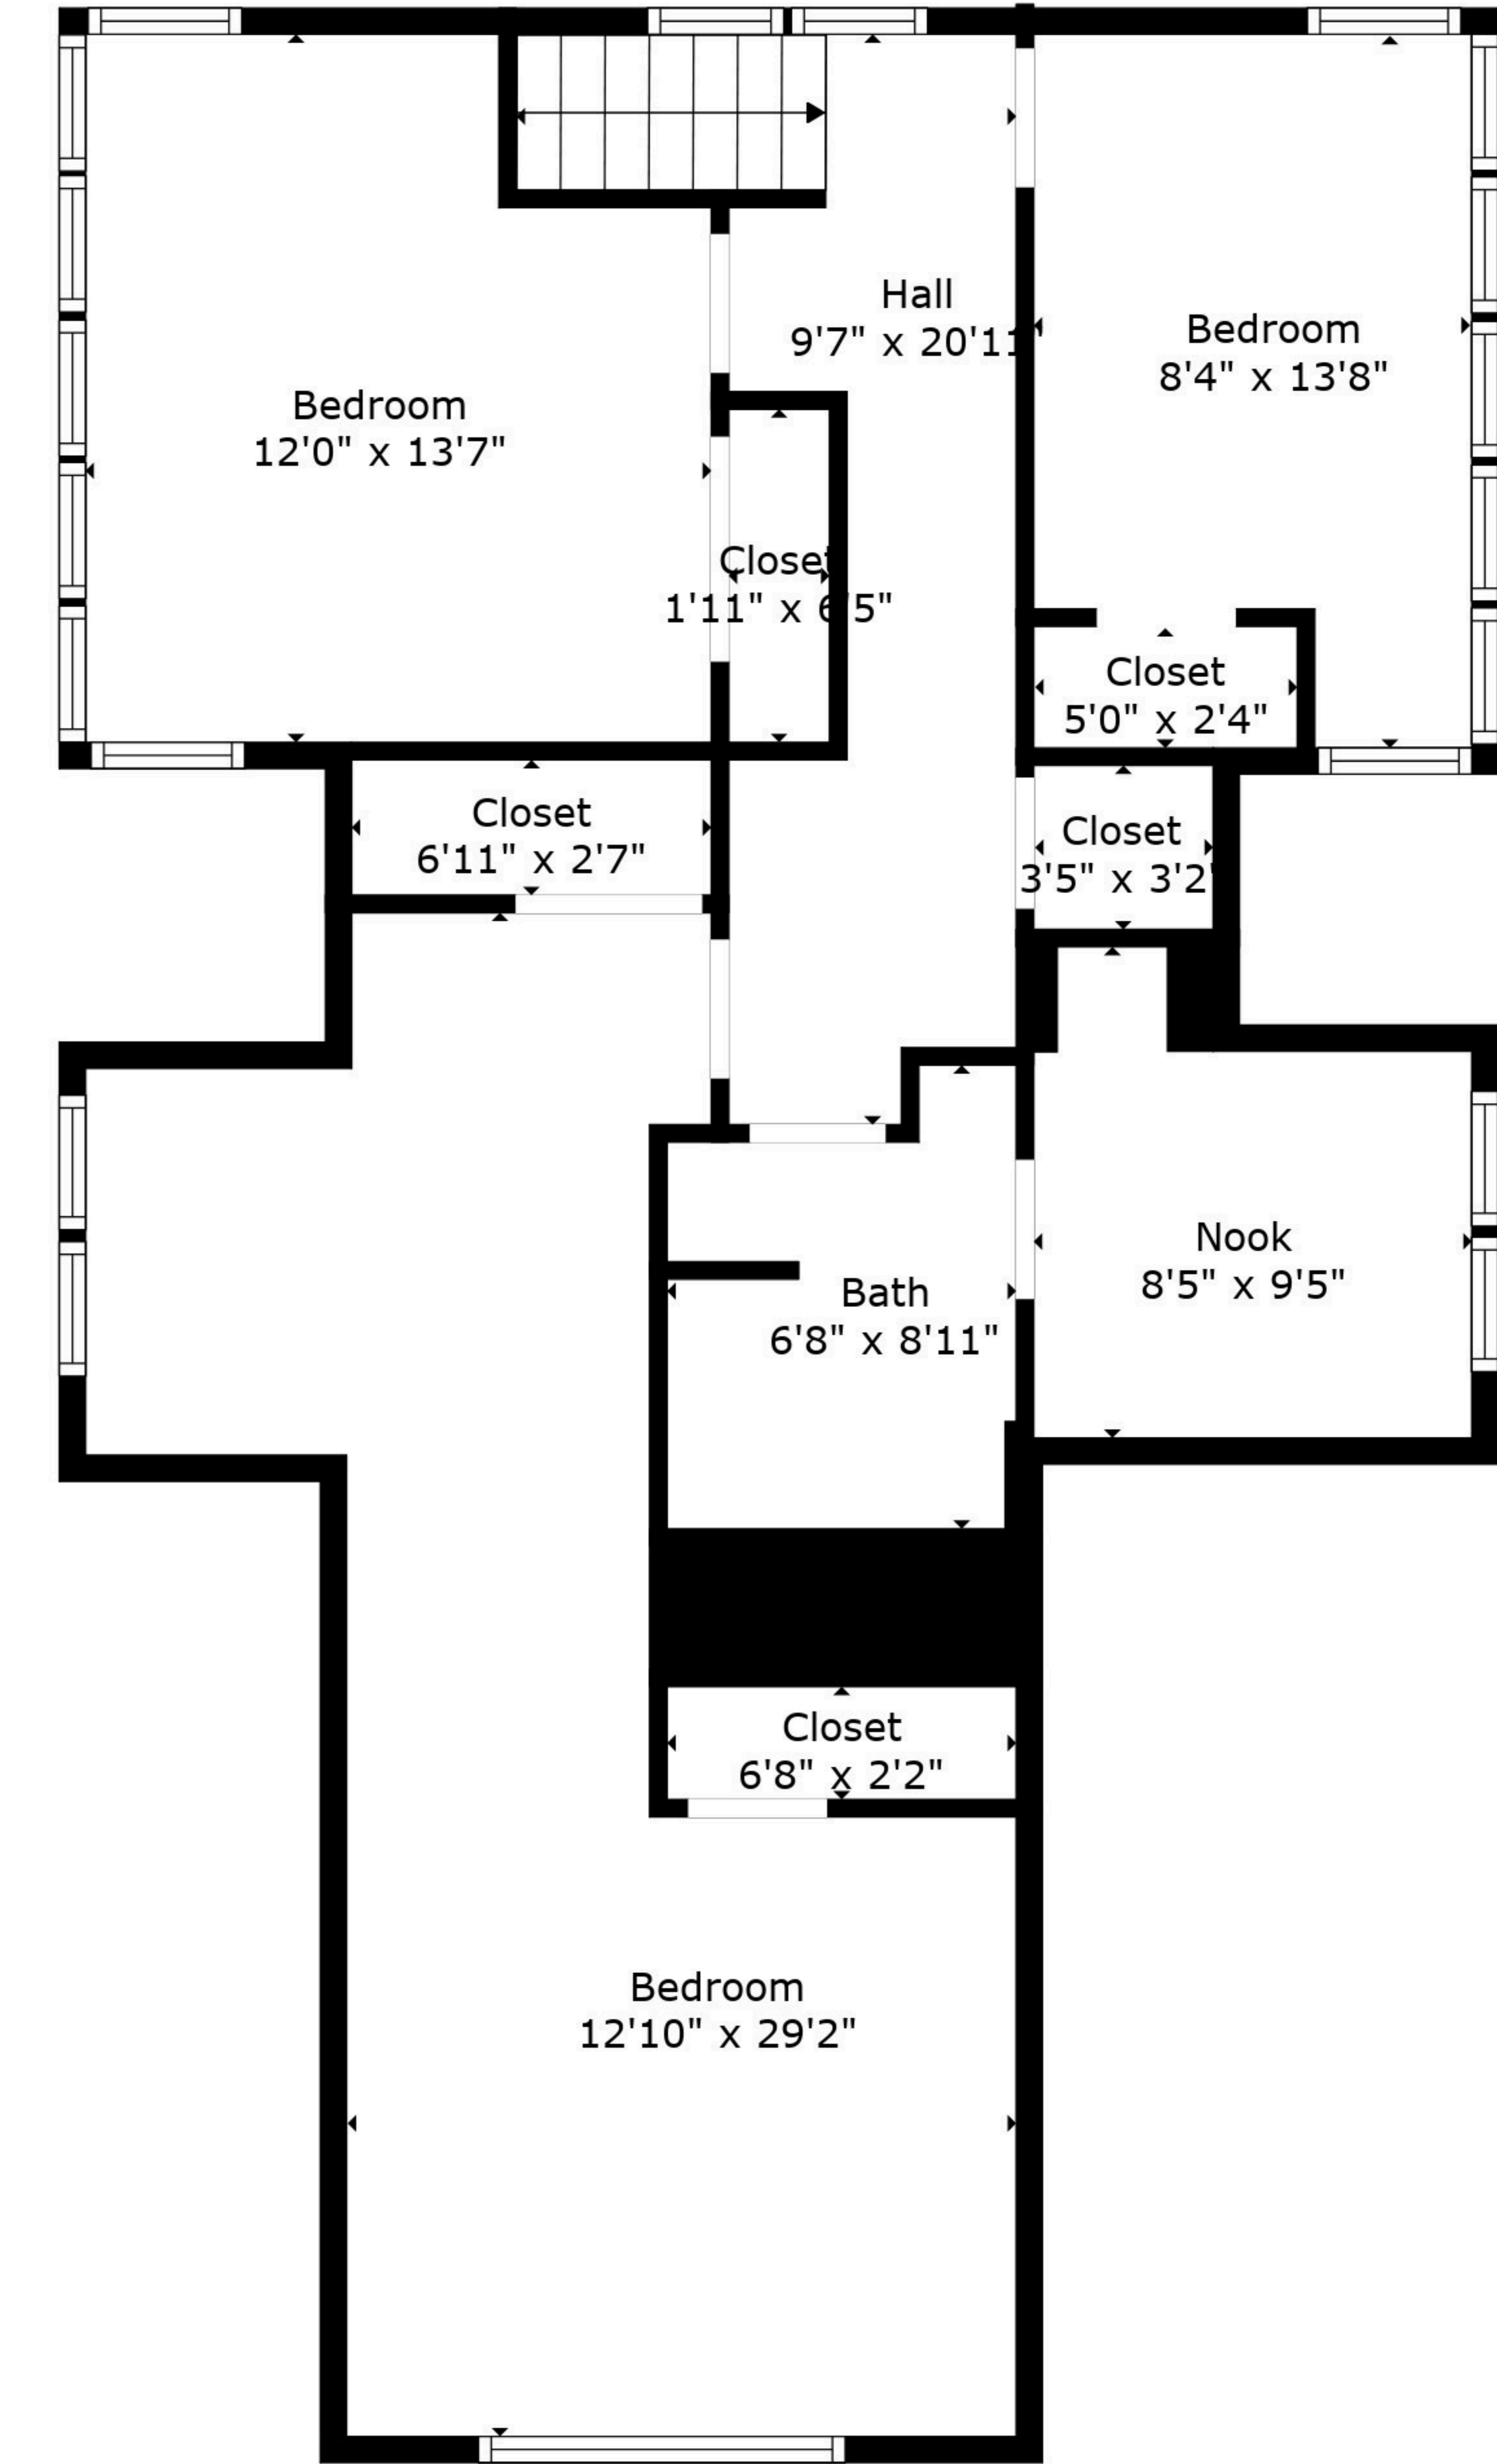 Hall
9'7" x 20'11"
Bedroom
8'4" x 13'8"
Bedroom
12'0" x 13'7"
Closet
1'11" x 6'5"
Closet
5'0" x 2'4"
Closet
6'11" x 2'7"
Closet
3'5" x 3'2"
Nook
8'5" x 9'5"
Bath
6'8" x 8'11"
Closet
6'8" x 2'2"
Bedroom
12'10" x 29'2"